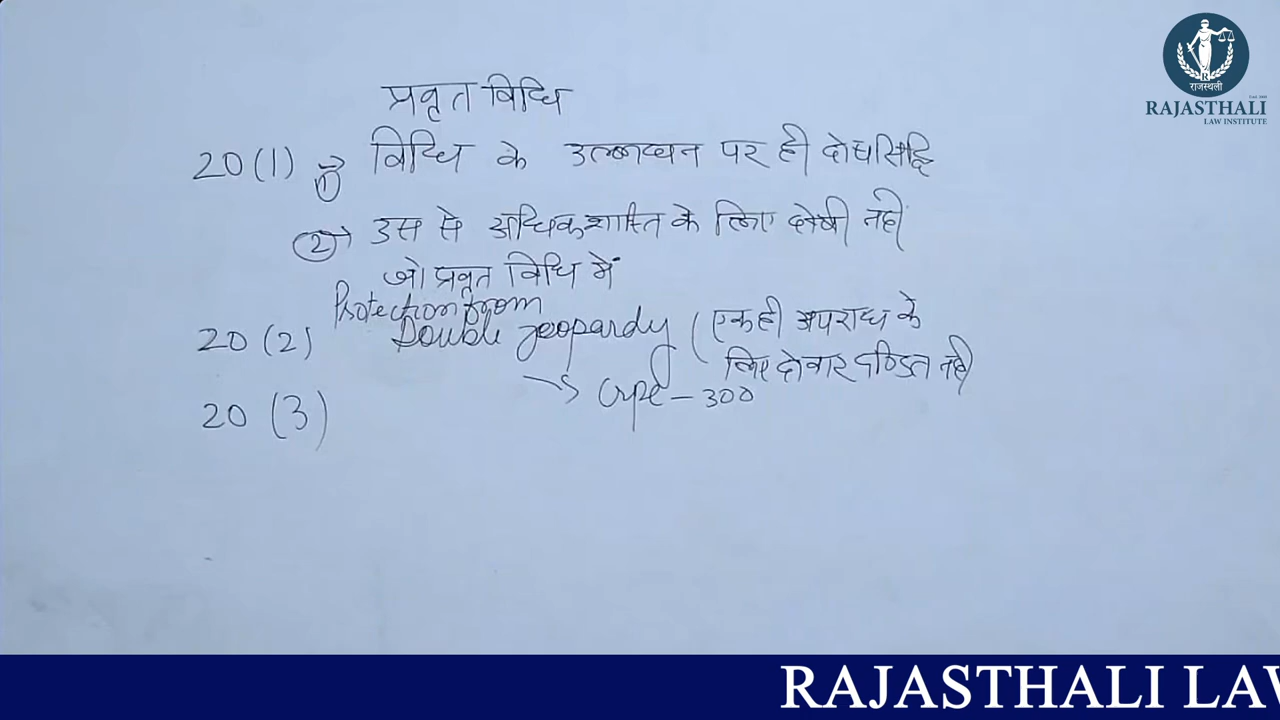 राजस्थली
RAJASTHALI
LAW INSTITUTE
प्रवृत विधि
20 (1) ① विधि के उल्लंघन पर ही दोषसिद्धि
② उस से अधिक शास्ति के लिए दोषी नहीं
जो प्रवृत विधि में
Protection from
20 (2) Double jeopardy (एक ही अपराध के
लिए दो बार दण्डित नही
→ Crpc - 300
20 (3)
RAJASTHALI LAW